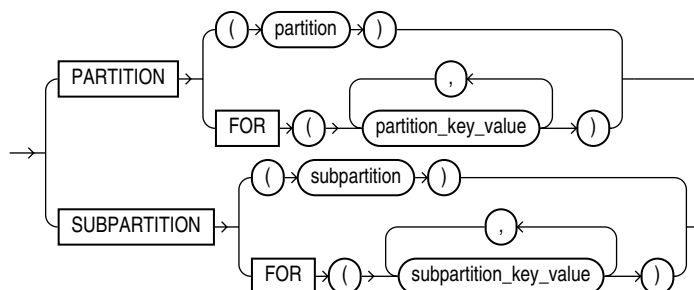 ( partition )
PARTITION
,
FOR ( partition_key_value )
( subpartition )
SUBPARTITION
,
FOR ( subpartition_key_value )